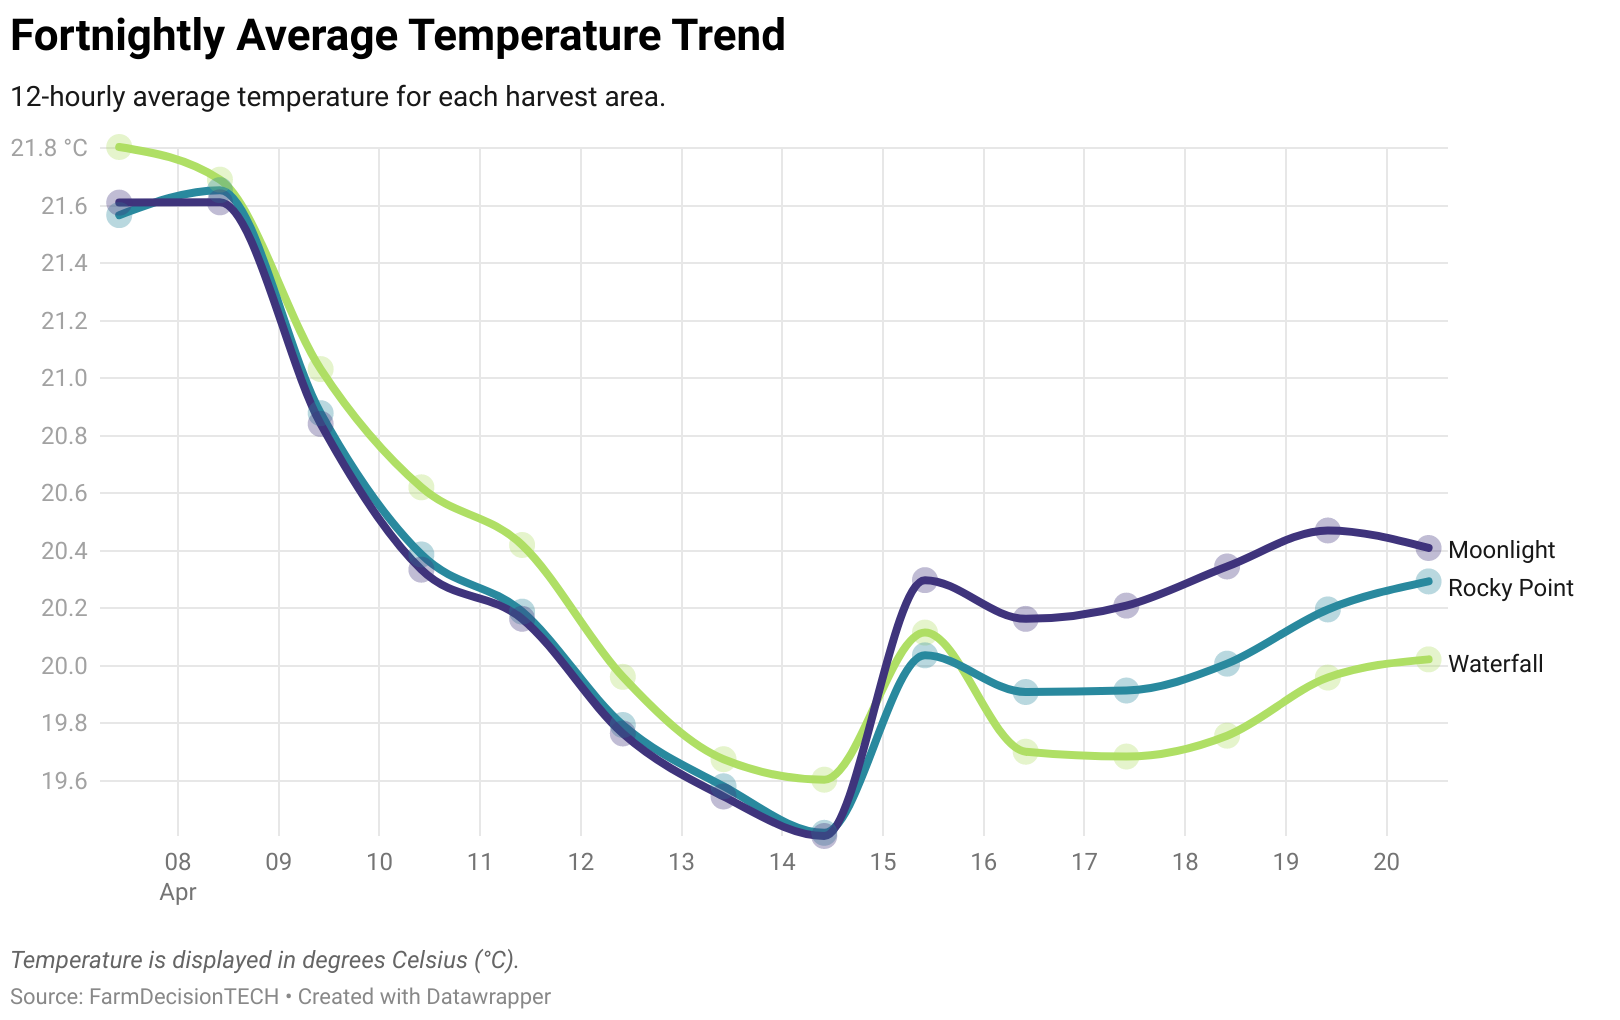 Fortnightly Average Temperature Trend
12-hourly average temperature for each harvest area.
21.8 °C
21.6
21.4
21.2
21.0
20.8
20.6
20.4
20.2
20.0
19.8
19.6
Moonlight
Rocky Point
Waterfall
08 09 10 11 12 13 14 15 16 17 18 19 20
Apr
Temperature is displayed in degrees Celsius (°C).
Source: FarmDecisionTECH • Created with Datawrapper